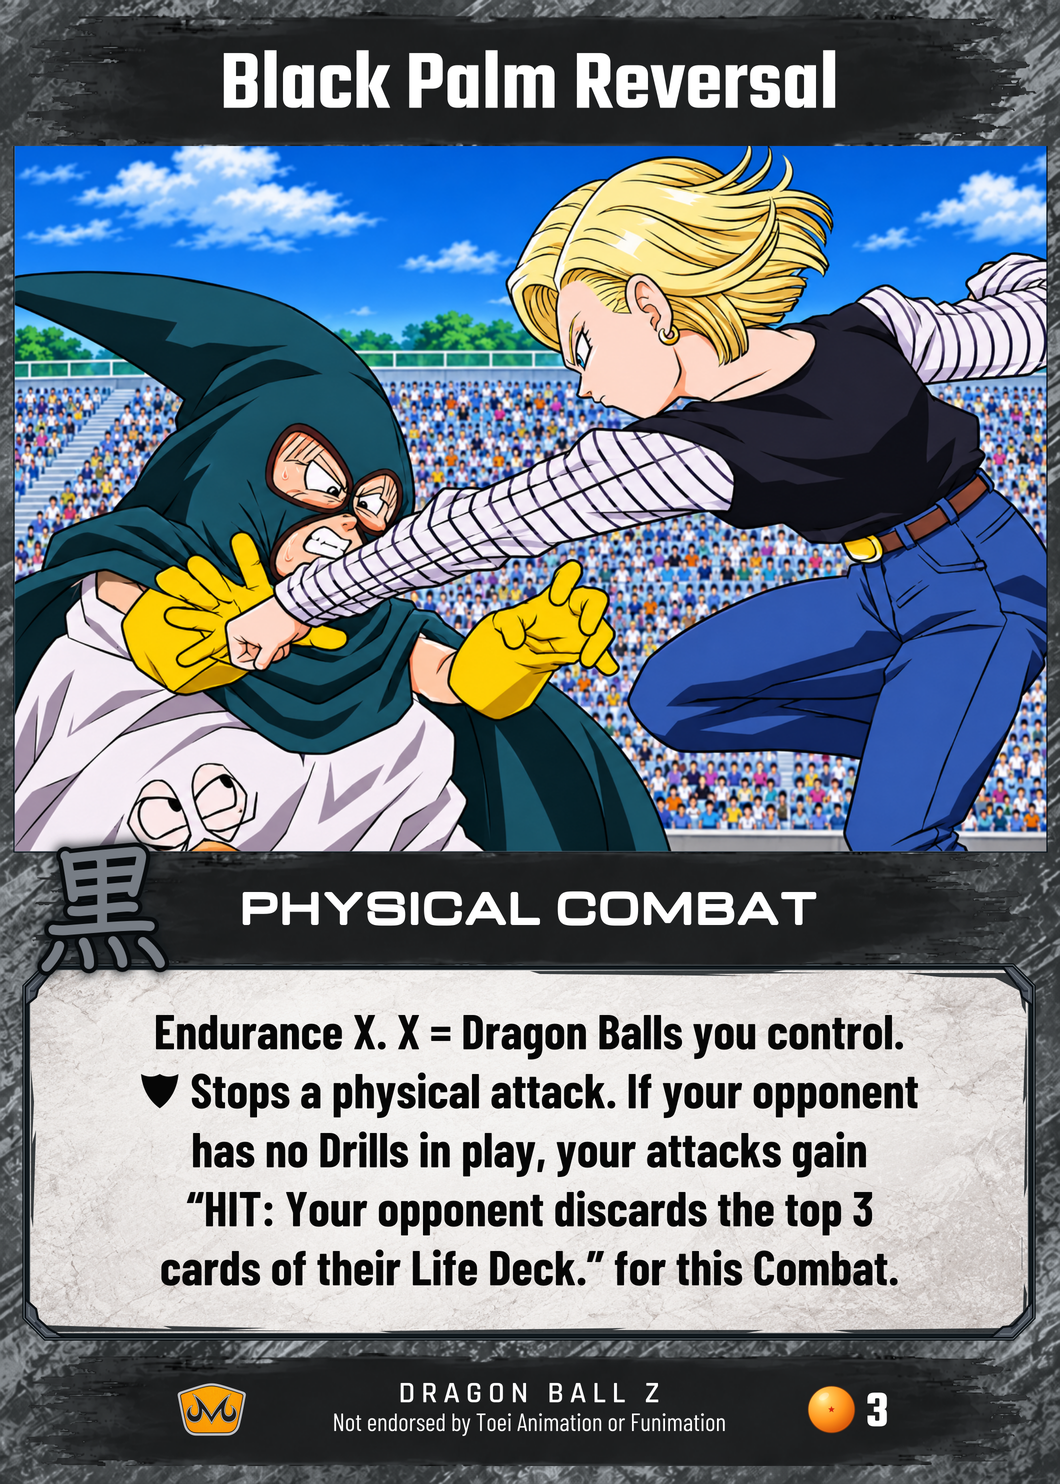 Black Palm Reversal
黒
PHYSICAL COMBAT
Endurance X. X = Dragon Balls you control.
Stops a physical attack. If your opponent
has no Drills in play, your attacks gain
“HIT: Your opponent discards the top 3
cards of their Life Deck.” for this Combat.
DRAGON BALL Z
Not endorsed by Toei Animation or Funimation
3